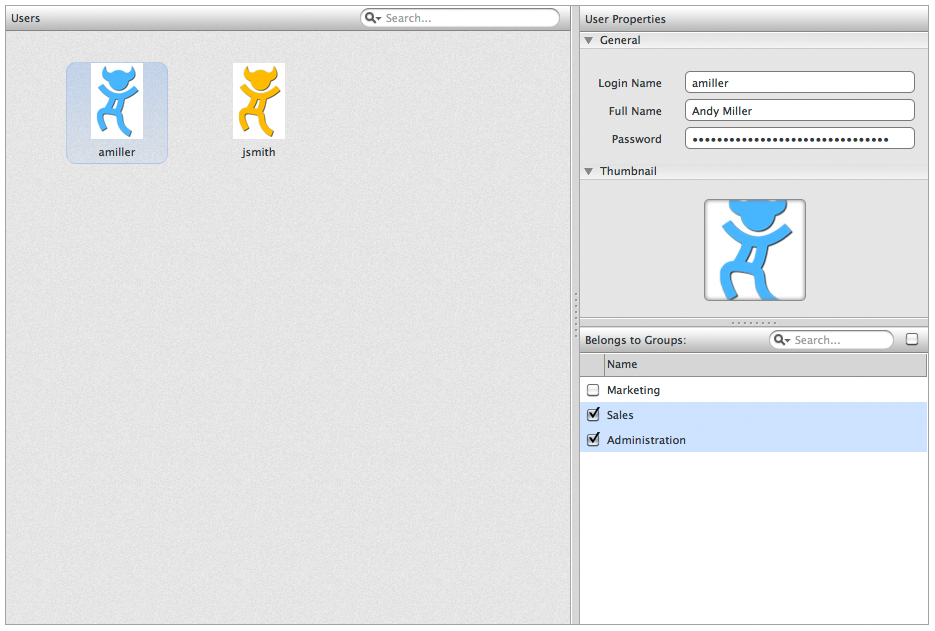 Users
Search...
amiller
jsmith
User Properties
General
Login Name amiller
Full Name Andy Miller
Password ••••••••••••••••••••••••••••••••
Thumbnail
Belongs to Groups:
Search...
Name
Marketing
Sales
Administration